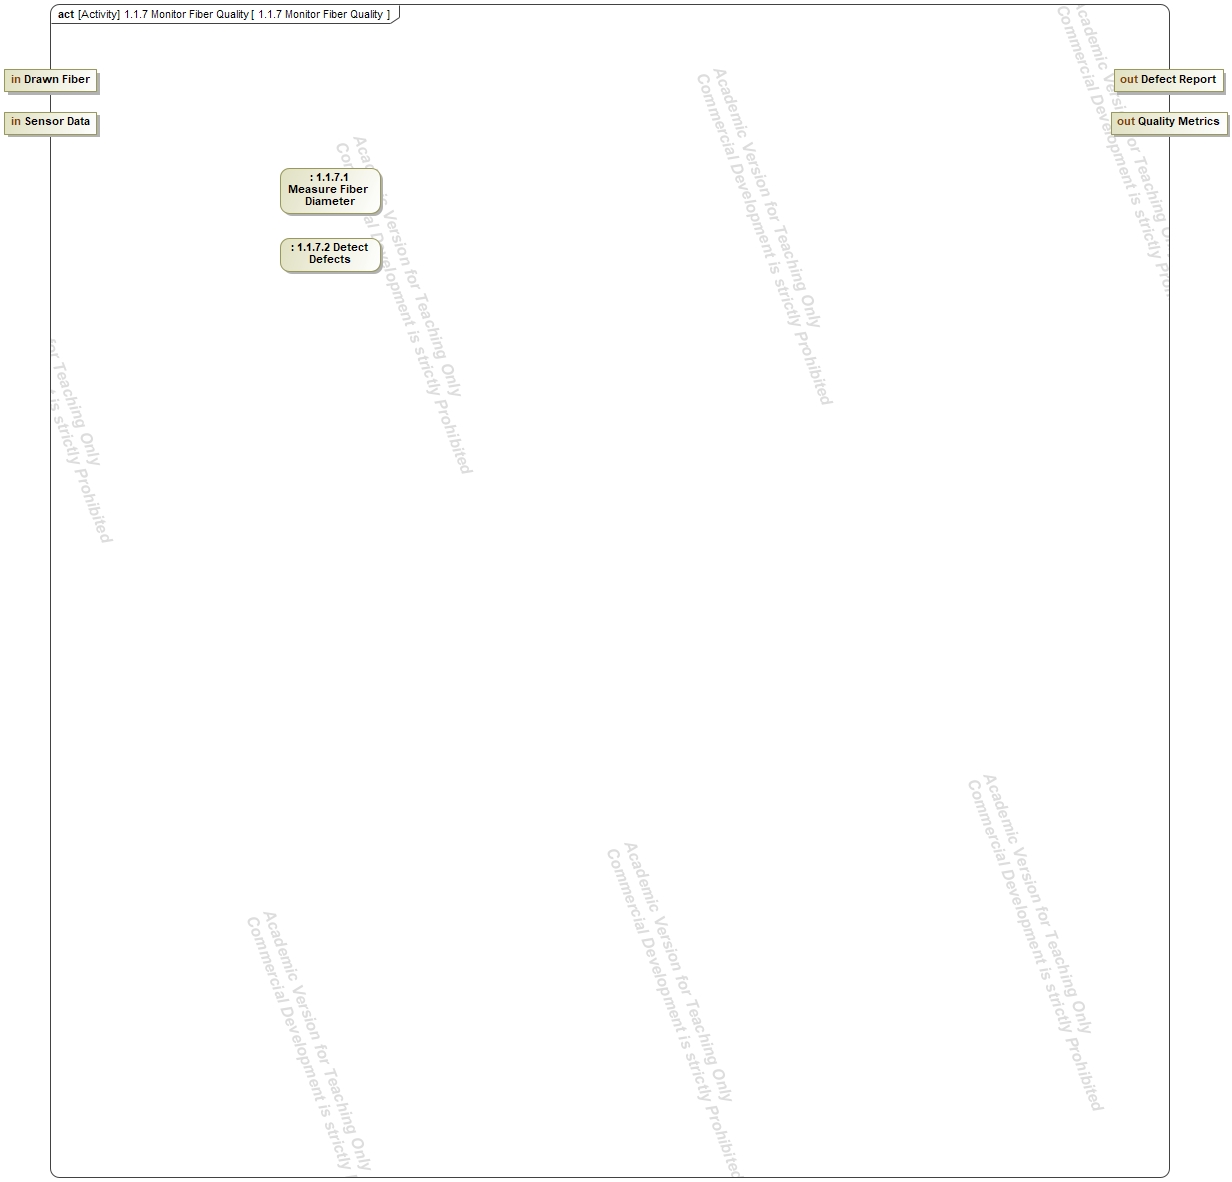 act [Activity] 1.1.7 Monitor Fiber Quality [ 1.1.7 Monitor Fiber Quality ]
in Drawn Fiber
out Defect Report
in Sensor Data
out Quality Metrics
: 1.1.7.1
Measure Fiber
Diameter
: 1.1.7.2 Detect
Defects
Academic Version for Teaching Only
Commercial Development is strictly Prohibited
Academic Version for Teaching Only
Commercial Development is strictly Prohibited
Academic Version for Teaching Only
Commercial Development is strictly Prohibited
for Teaching Only
is strictly Prohibited
Academic Version for Teaching Only
Commercial Development is strictly Prohibited
Academic Version for Teaching Only
Commercial Development is strictly Prohibited
Academic Version for Teaching Only
Commercial Development is strictly